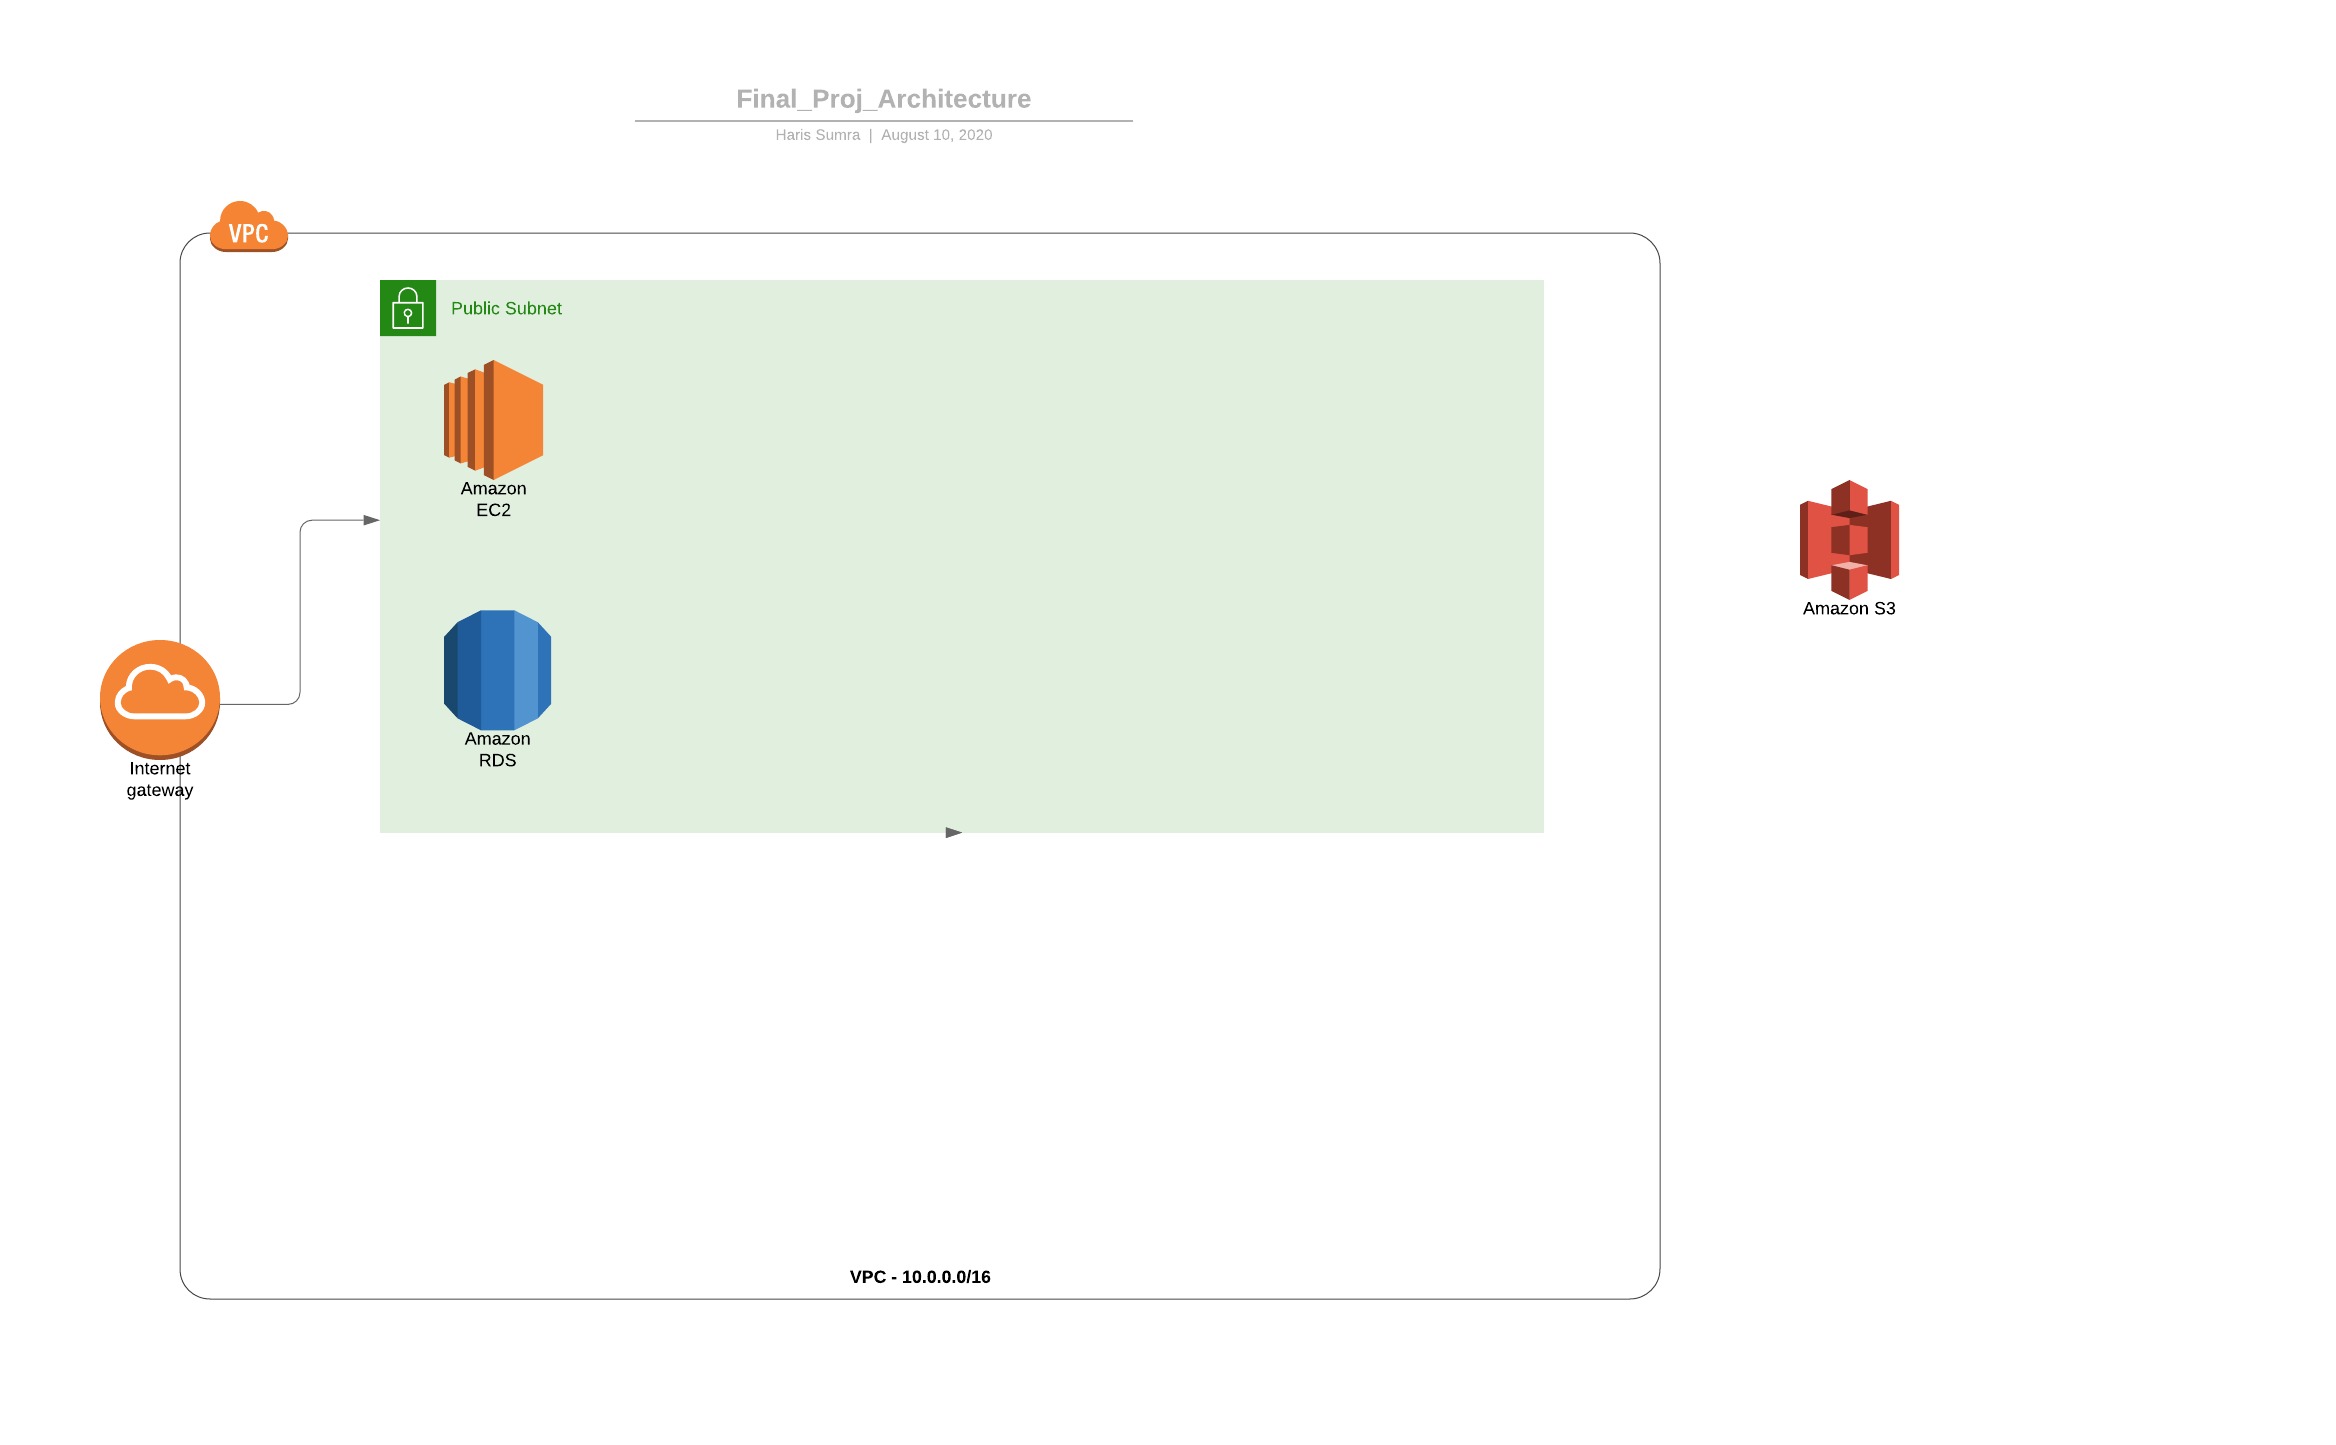 Final_Proj_Architecture
Haris Sumra | August 10, 2020
VPC
Public Subnet
Amazon
EC2
Amazon S3
Amazon
RDS
Internet
gateway
VPC - 10.0.0.0/16